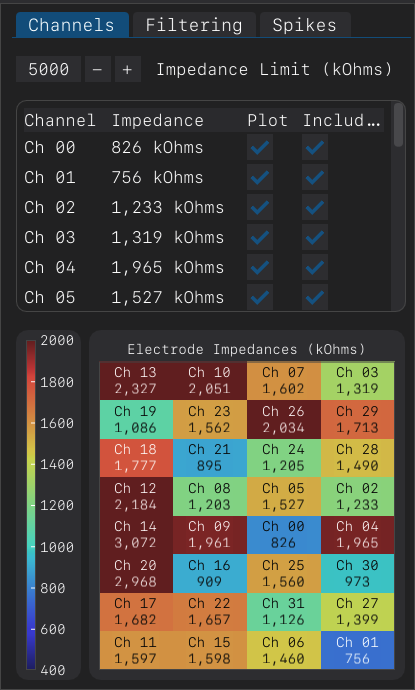 Channels Filtering Spikes
5000 − + Impedance Limit (kOhms)
Channel Impedance Plot Includ...
Ch 00 826 kOhms
Ch 01 756 kOhms
Ch 02 1,233 kOhms
Ch 03 1,319 kOhms
Ch 04 1,965 kOhms
Ch 05 1,527 kOhms
2000
1800
1600
1400
1200
1000
800
600
400
Electrode Impedances (kOhms)
Ch 13 Ch 10 Ch 07 Ch 03
2,327 2,051 1,602 1,319
Ch 19 Ch 23 Ch 26 Ch 29
1,086 1,562 2,034 1,713
Ch 18 Ch 21 Ch 24 Ch 28
1,777 895 1,205 1,490
Ch 12 Ch 08 Ch 05 Ch 02
2,184 1,203 1,527 1,233
Ch 14 Ch 09 Ch 00 Ch 04
3,072 1,961 826 1,965
Ch 20 Ch 16 Ch 25 Ch 30
2,968 909 1,560 973
Ch 17 Ch 22 Ch 31 Ch 27
1,682 1,657 1,126 1,399
Ch 11 Ch 15 Ch 06 Ch 01
1,597 1,598 1,460 756